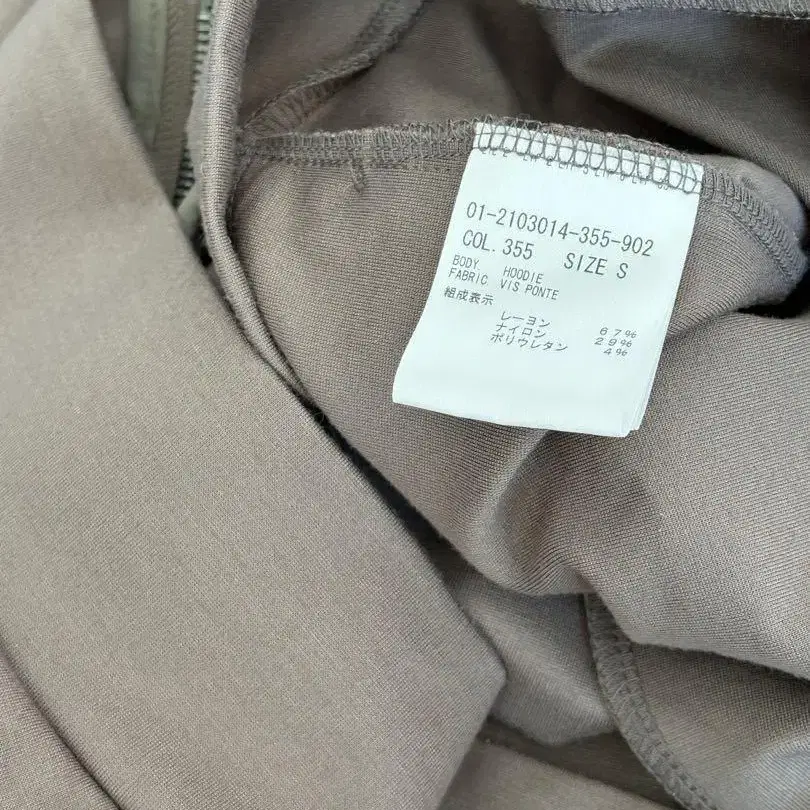 01-2103014-355-902
COL. 355 SIZE S
BODY HOODIE
FABRIC VIS PONTE
組成表示
レーヨン 67%
ナイロン 29%
ポリウレタン 4%